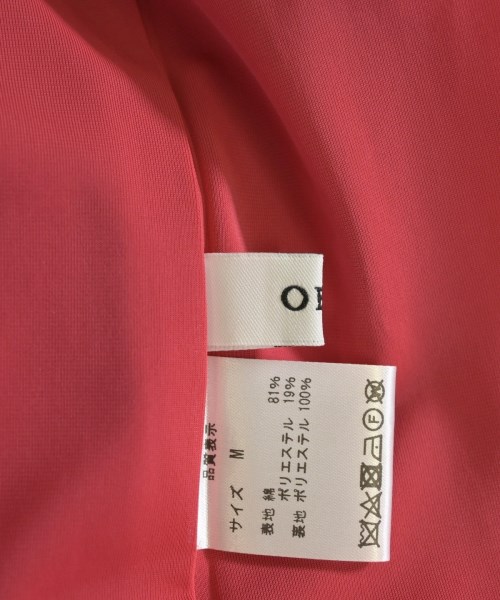 O
品質表示
サイズ M
表地 綿 81%
ポリエステル 19%
裏地 ポリエステル 100%
F